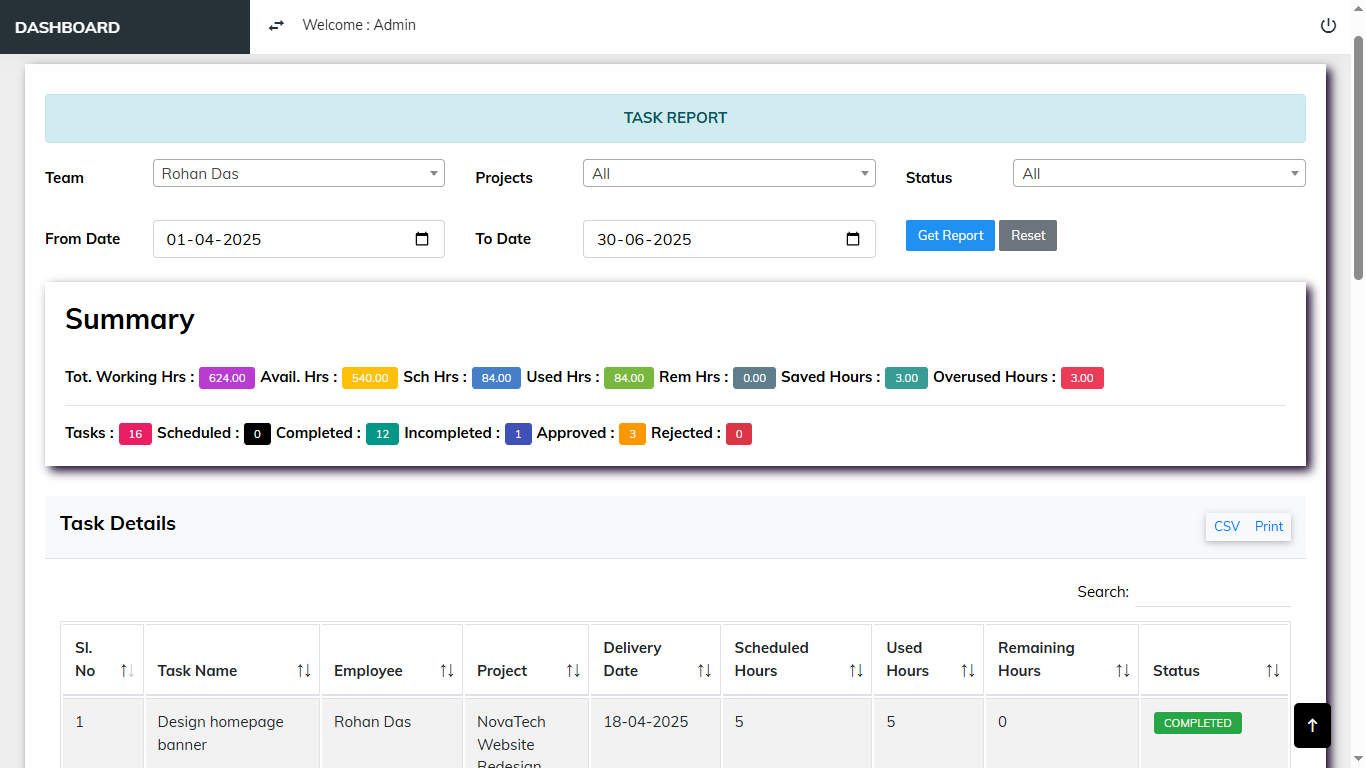 DASHBOARD
Welcome : Admin
TASK REPORT
Team
Rohan Das
Projects
All
Status
All
From Date
01-04-2025
To Date
30-06-2025
Get Report
Reset
Summary
Tot. Working Hrs : 624.00 Avail. Hrs : 540.00 Sch Hrs : 84.00 Used Hrs : 84.00 Rem Hrs : 0.00 Saved Hours : 3.00 Overused Hours : 3.00
Tasks : 16 Scheduled : 0 Completed : 12 Incompleted : 1 Approved : 3 Rejected : 0
Task Details
CSV Print
Search:
Sl.
No
Task Name
Employee
Project
Delivery
Date
Scheduled
Hours
Used
Hours
Remaining
Hours
Status
1
Design homepage
banner
Rohan Das
NovaTech
Website
Redesign
18-04-2025
5
5
0
COMPLETED